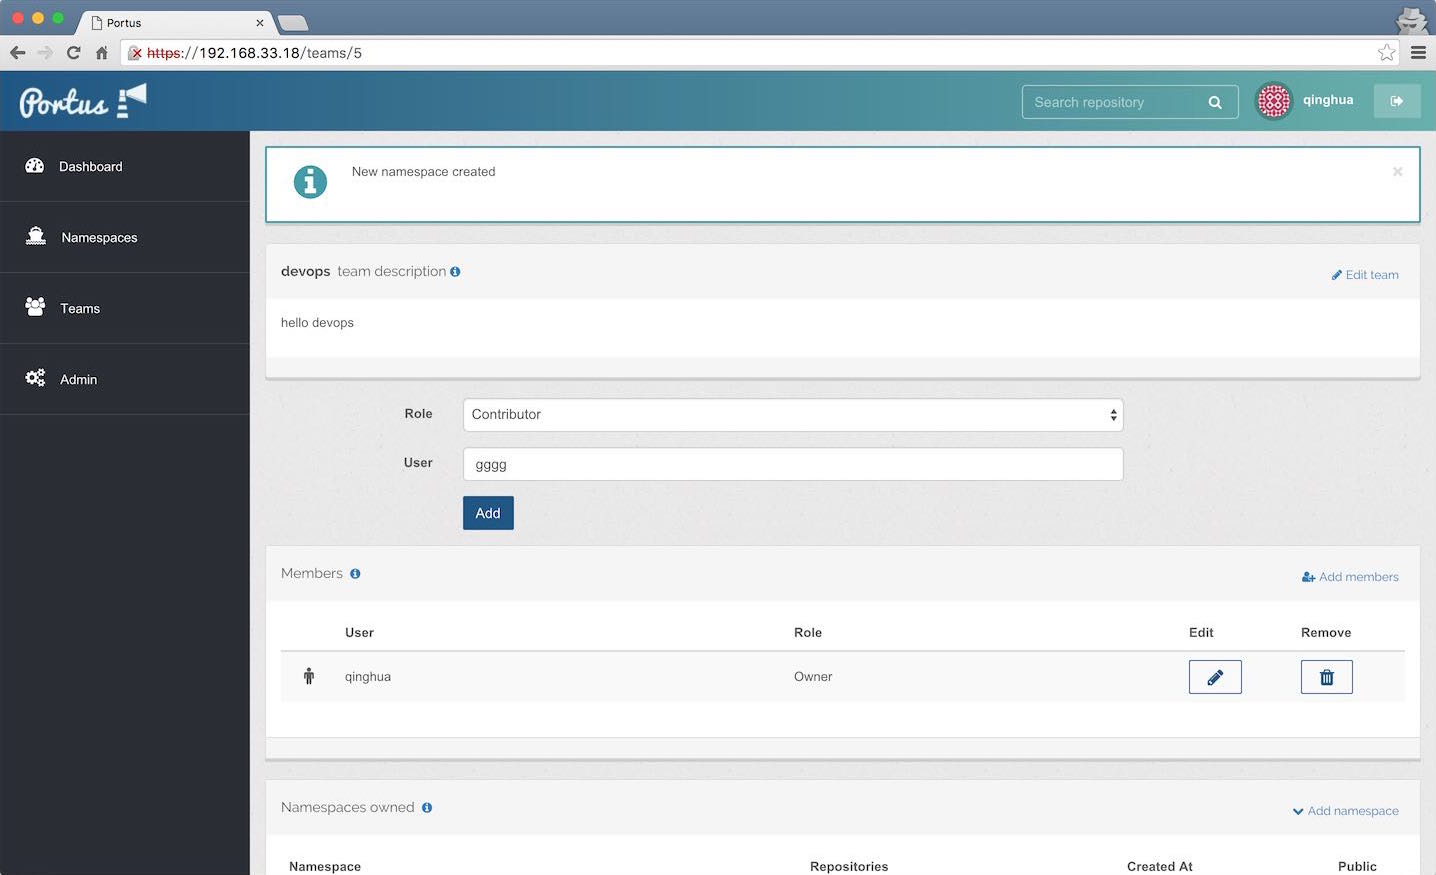 Portus
https://192.168.33.18/teams/5
Portus
Search repository
qinghua
Dashboard
Namespaces
Teams
Admin
New namespace created
devops team description
Edit team
hello devops
Role
Contributor
User
gggg
Add
Members
Add members
User Role Edit Remove
qinghua Owner
Namespaces owned
Add namespace
Namespace Repositories Created At Public